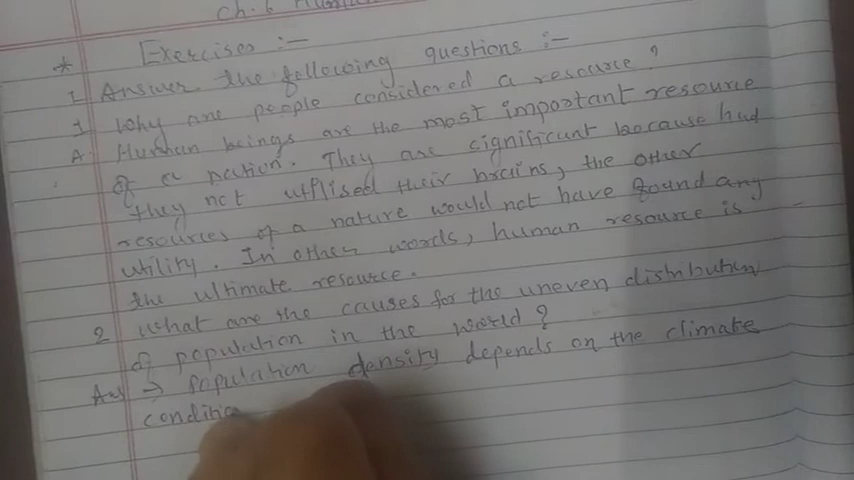 Ch. 6 Human
* Exercises :-
I Answer the following questions :-
1 Why are people considered a resource?
A. Human beings are the most important resource
of a nation. They are significant because had
they not utilised their brains, the other
resources of a nature would not have found any
utility. In other words, human resource is
the ultimate resource.
2 What are the causes for the uneven distribution
of population in the world?
Ans → Population density depends on the climate
conditio